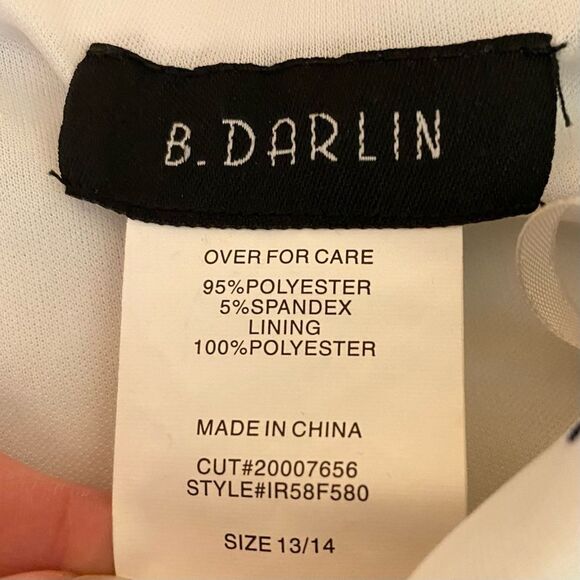 B. DARLIN
OVER FOR CARE
95%POLYESTER
5%SPANDEX
LINING
100%POLYESTER
MADE IN CHINA
CUT#20007656
STYLE#IR58F580
SIZE 13/14